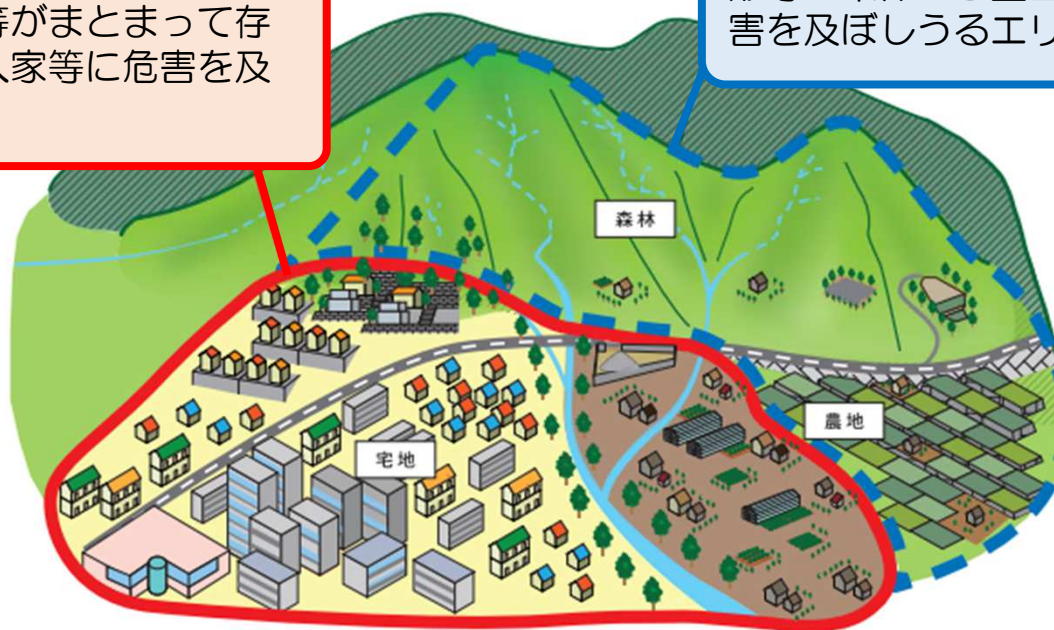 等がまとまって存
人家等に危害を及
害を及ぼしうるエリ
森林
農地
宅地